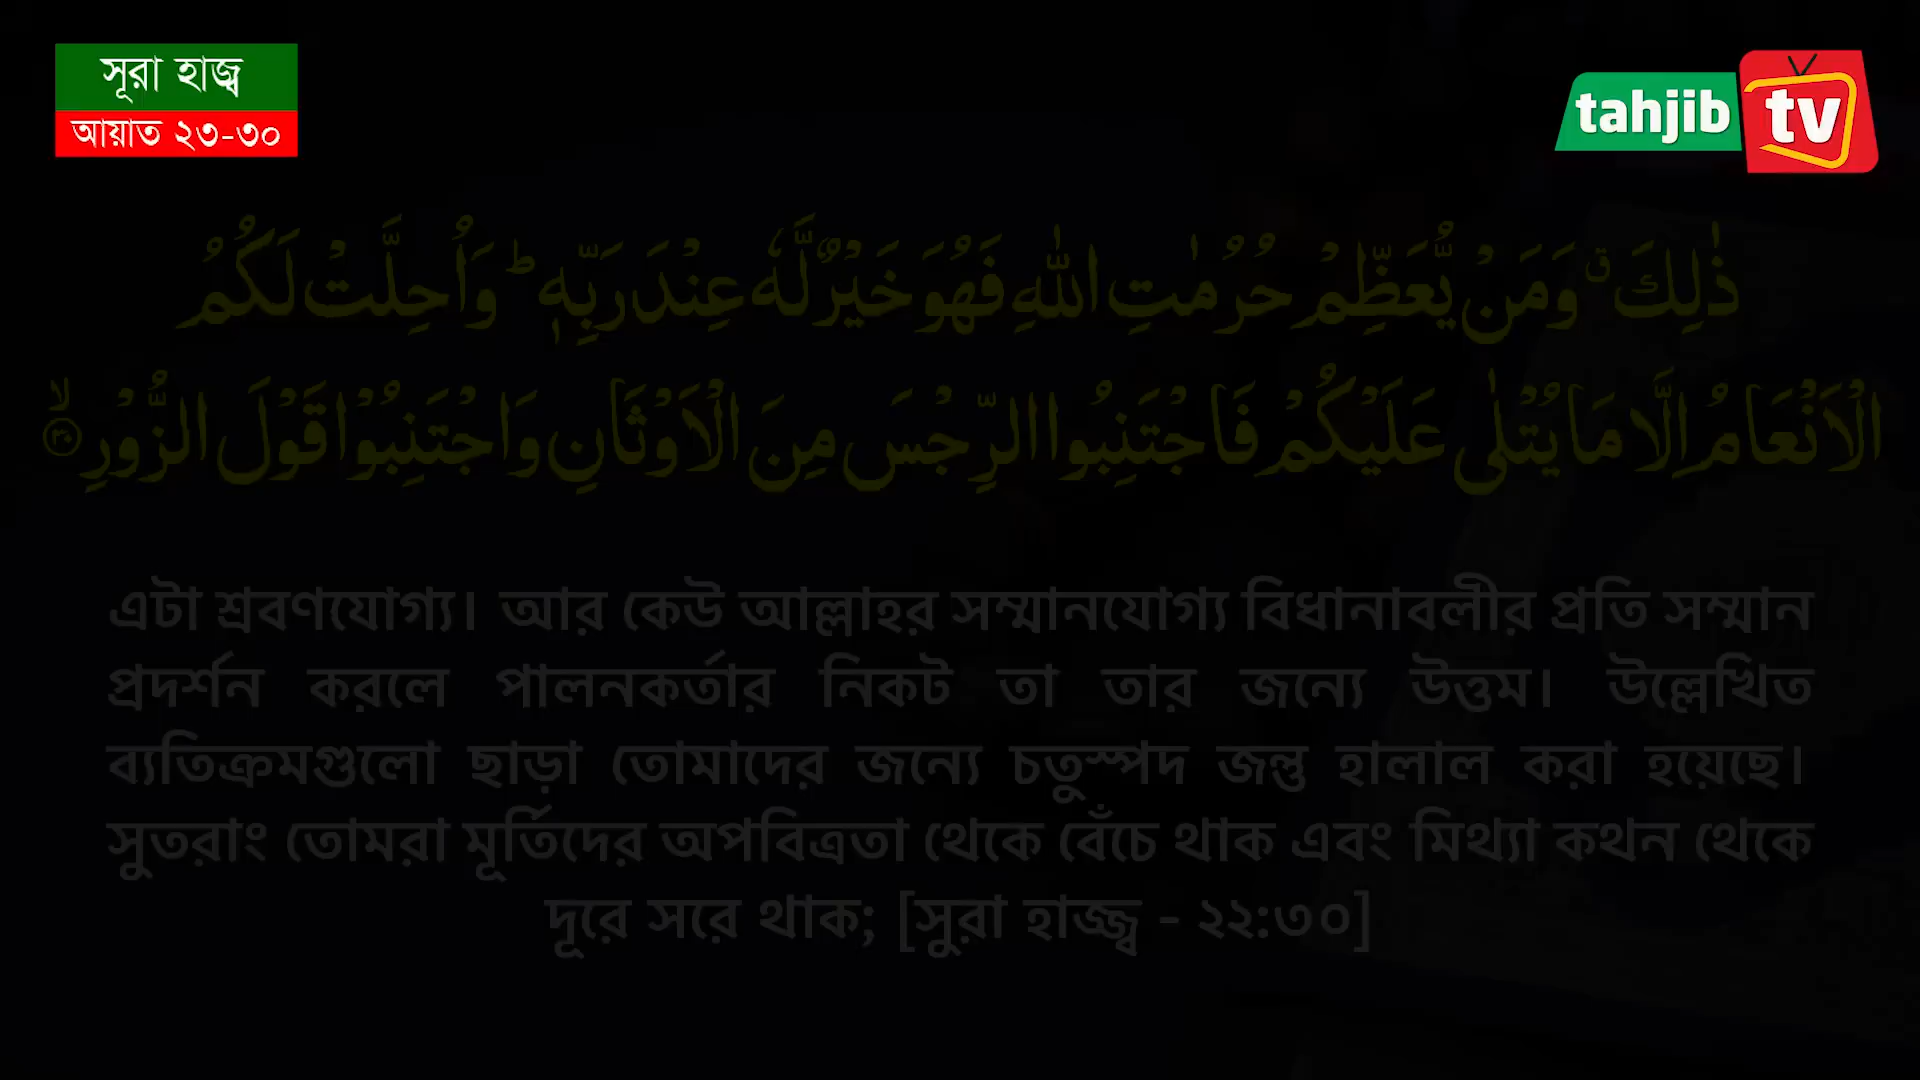 সূরা হাজ্ব
আয়াত ২৩-৩০
tahjib tv
ذٰلِكَ ۗ وَمَنْ يُّعَظِّمْ حُرُمٰتِ اللّٰهِ فَهُوَ خَيْرٌ لَّهٗ عِنْدَ رَبِّهٖ ؕ وَاُحِلَّتْ لَكُمُ
الْاَنْعَامُ اِلَّا مَا يُتْلٰى عَلَيْكُمْ فَاجْتَنِبُوا الرِّجْسَ مِنَ الْاَوْثَانِ وَاجْتَنِبُوْا قَوْلَ الزُّوْرِ ۙ﴿۳۰﴾
এটা শ্রবণযোগ্য। আর কেউ আল্লাহর সম্মানযোগ্য বিধানাবলীর প্রতি সম্মান
প্রদর্শন করলে পালনকর্তার নিকট তা তার জন্যে উত্তম। উল্লেখিত
ব্যতিক্রমগুলো ছাড়া তোমাদের জন্যে চতুস্পদ জন্তু হালাল করা হয়েছে।
সুতরাং তোমরা মূর্তিদের অপবিত্রতা থেকে বেঁচে থাক এবং মিথ্যা কথন থেকে
দূরে সরে থাক; [সুরা হাজ্জ্ব - ২২:৩০]